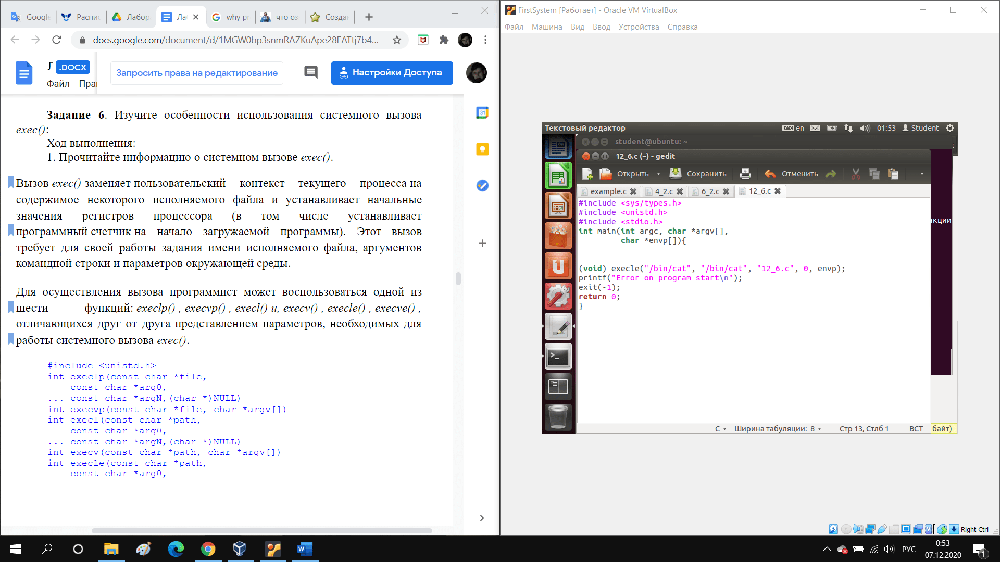 Google
Распис
Лабор
Ла
why pr
что оз
Создан
docs.google.com/document/d/1MGW0bp3snmRAZKuApe28EATtj7b4...
Л .DOCX
Файл Прав
Запросить права на редактирование
Настройки Доступа
Задание 6. Изучите особенности использования системного вызова
exec():
Ход выполнения:
1. Прочитайте информацию о системном вызове exec().
Вызов exec() заменяет пользовательский контекст текущего процесса на
содержимое некоторого исполняемого файла и устанавливает начальные
значения регистров процессора (в том числе устанавливает
программный счетчик на начало загружаемой программы). Этот вызов
требует для своей работы задания имени исполняемого файла, аргументов
командной строки и параметров окружающей среды.
Для осуществления вызова программист может воспользоваться одной из
шести функций: execlp() , execvp() , execl() и, execv() , execle() , execve() ,
отличающихся друг от друга представлением параметров, необходимых для
работы системного вызова exec().
#include <unistd.h>
int execlp(const char *file,
const char *arg0,
... const char *argN,(char *)NULL)
int execvp(const char *file, char *argv[])
int execl(const char *path,
const char *arg0,
... const char *argN,(char *)NULL)
int execv(const char *path, char *argv[])
int execle(const char *path,
const char *arg0,
31
FirstSystem [Работает] - Oracle VM VirtualBox
Файл Машина Вид Ввод Устройства Справка
Текстовый редактор en 01:53 Student
student@ubuntu: ~
12_6.c (~) - gedit
Открыть Сохранить Отменить
example.c 4_2.c 6_2.c 12_6.c
#include <sys/types.h>
#include <unistd.h>
#include <stdio.h>
int main(int argc, char *argv[],
char *envp[]){
(void) execle("/bin/cat", "/bin/cat", "12_6.c", 0, envp);
printf("Error on program start\n");
exit(-1);
return 0;
}
нкции
C Ширина табуляции: 8 Стр 13, Стлб 1 ВСТ
байт)
Right Ctrl
РУС
0:53
07.12.2020
1